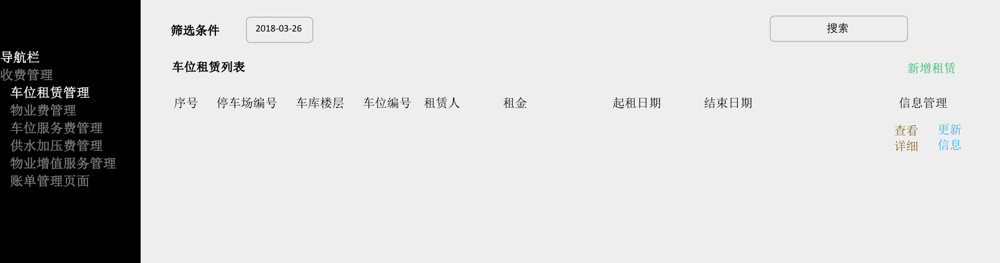 导航栏
收费管理
车位租赁管理
物业费管理
车位服务费管理
供水加压费管理
物业增值服务管理
账单管理页面
筛选条件 2018-03-26 搜索
车位租赁列表 新增租赁
序号 停车场编号 车库楼层 车位编号 租赁人 租金 起租日期 结束日期 信息管理
查看 更新
详细 信息